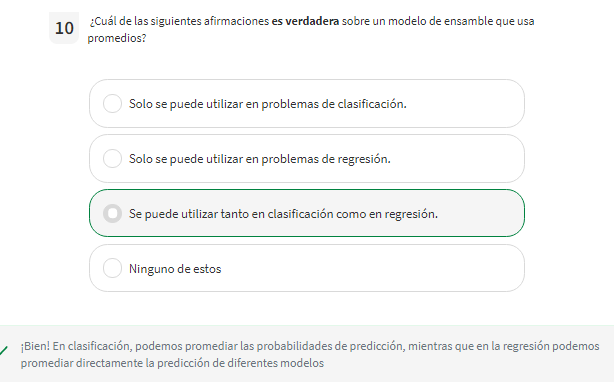 10
¿Cuál de las siguientes afirmaciones es verdadera sobre un modelo de ensamble que usa
promedios?
Solo se puede utilizar en problemas de clasificación.
Solo se puede utilizar en problemas de regresión.
Se puede utilizar tanto en clasificación como en regresión.
Ninguno de estos
¡Bien! En clasificación, podemos promediar las probabilidades de predicción, mientras que en la regresión podemos
promediar directamente la predicción de diferentes modelos